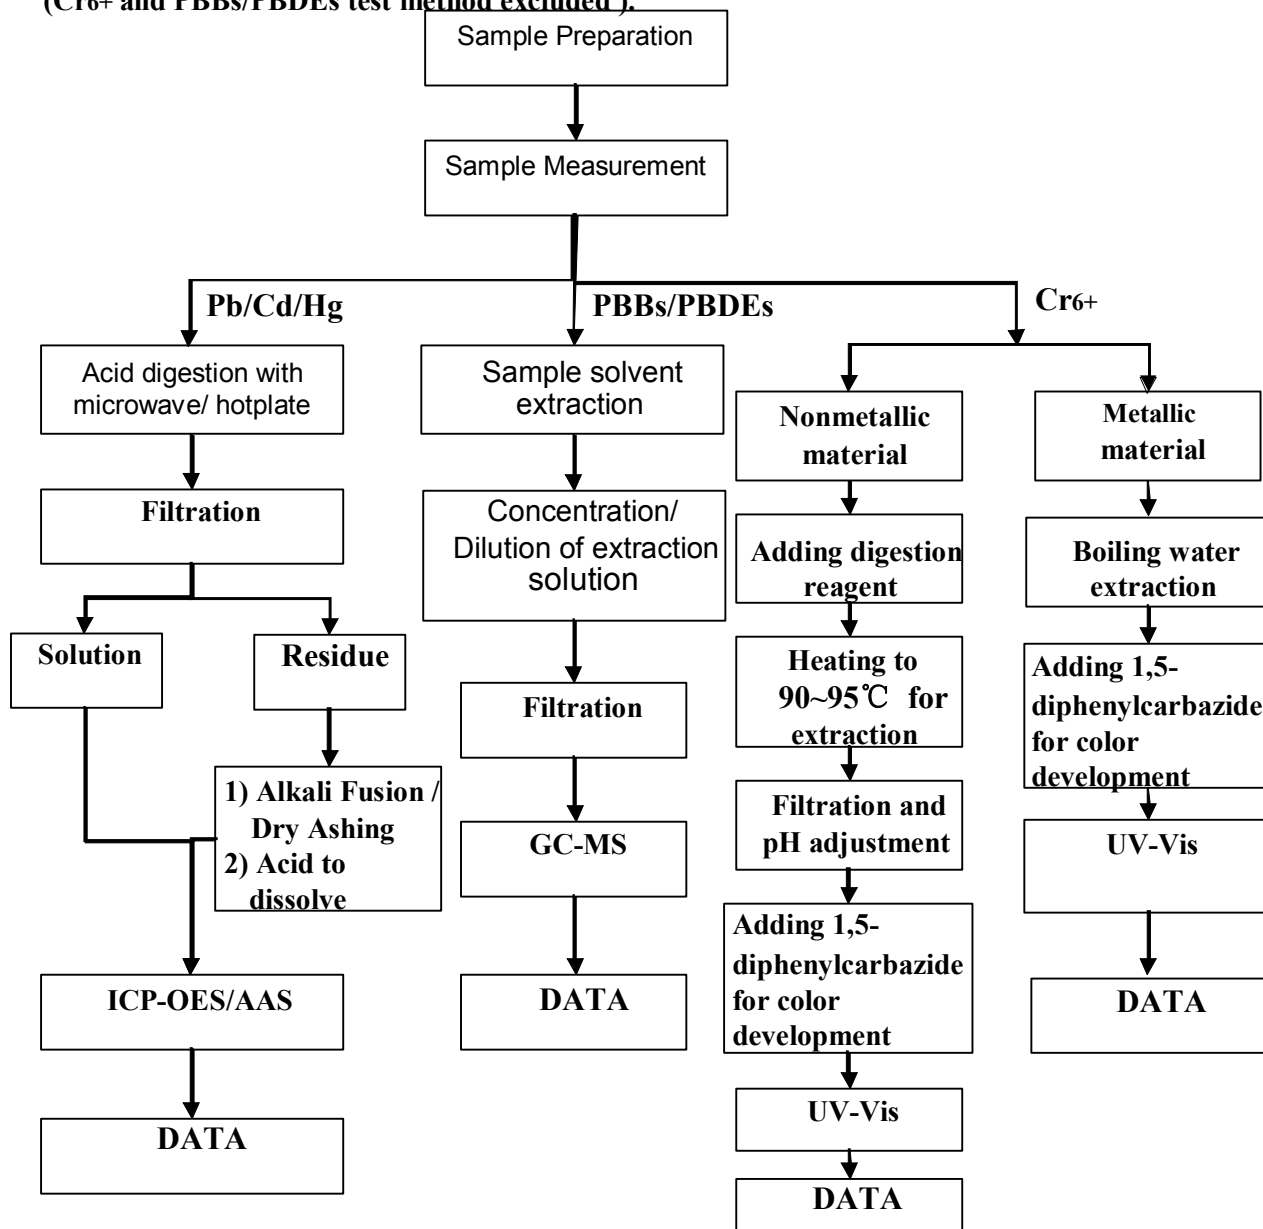 (Cr6+ and PBBs/PBDEs test method excluded ).
Sample Preparation
Sample Measurement
Pb/Cd/Hg
PBBs/PBDEs
Cr6+
Acid digestion with
microwave/ hotplate
Filtration
Solution
Residue
1) Alkali Fusion /
Dry Ashing
2) Acid to
dissolve
ICP-OES/AAS
DATA
Sample solvent
extraction
Concentration/
Dilution of extraction
solution
Filtration
GC-MS
DATA
Nonmetallic
material
Adding digestion
reagent
Heating to
90~95℃ for
extraction
Filtration and
pH adjustment
Adding 1,5-
diphenylcarbazide
for color
development
UV-Vis
DATA
Metallic
material
Boiling water
extraction
Adding 1,5-
diphenylcarbazide
for color
development
UV-Vis
DATA